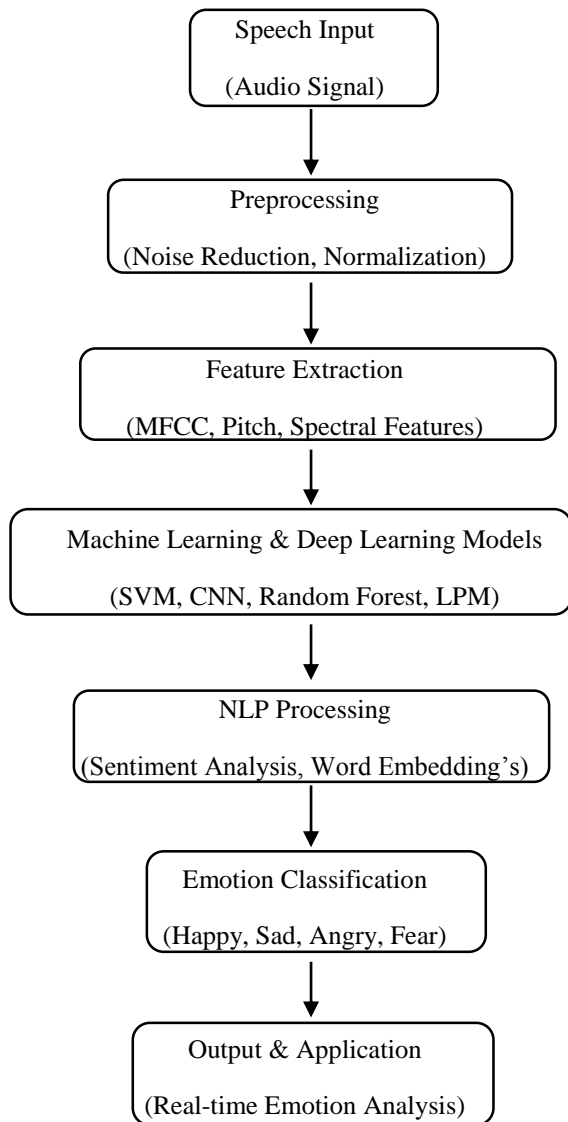 Speech Input
(Audio Signal)
Preprocessing
(Noise Reduction, Normalization)
Feature Extraction
(MFCC, Pitch, Spectral Features)
Machine Learning & Deep Learning Models
(SVM, CNN, Random Forest, LPM)
NLP Processing
(Sentiment Analysis, Word Embedding’s)
Emotion Classification
(Happy, Sad, Angry, Fear)
Output & Application
(Real-time Emotion Analysis)